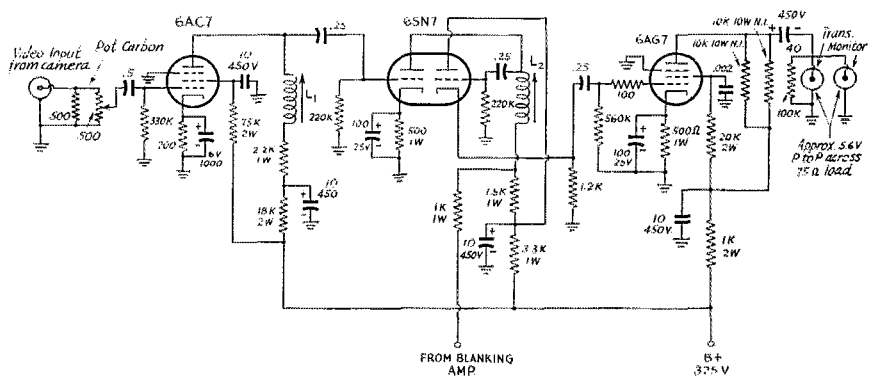 6AC7
Video Input
from camera
Pot Carbon
500
500
.5
330K
200
6V
1000
10
450V
75K
2W
L1
2.2K
1W
10
450
18K
2W
.25
220K
6SN7
100
25V
500
1W
.25
220K
L2
1K
1W
1.5K
1W
10
450V
3.3K
1W
FROM BLANKING
AMP.
1.2K
.25
560K
100
6AG7
100
25V
500Ω
1W
.002
20K
2W
10
450V
1K
2W
B+
325V
10K 10W N.I.
10K 10W N.I.
450V
40
100K
Trans.
Monitor
Approx. 5.6V
P to P across
75Ω load